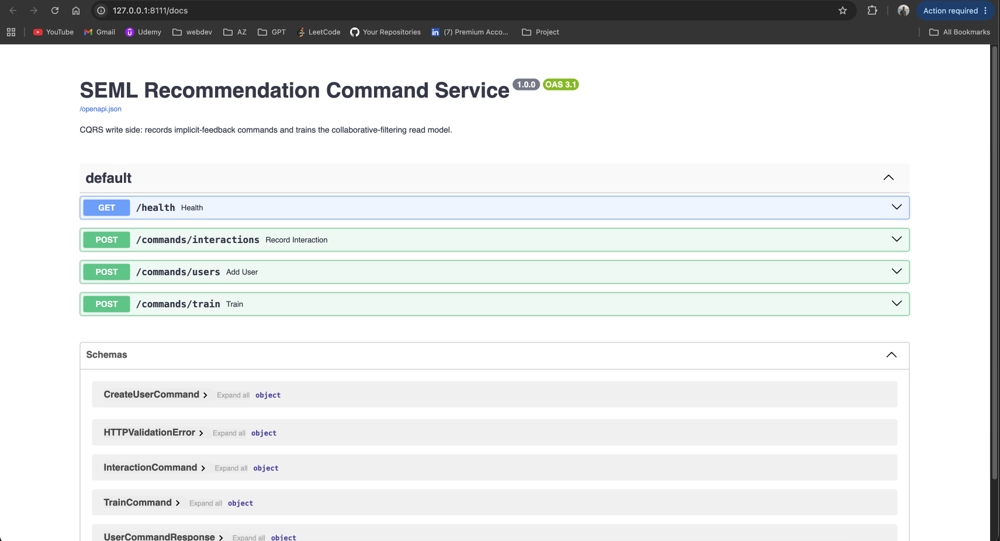 127.0.0.1:8111/docs
Action required
YouTube Gmail Udemy webdev AZ GPT LeetCode Your Repositories (7) Premium Acco... Project All Bookmarks
SEML Recommendation Command Service 1.0.0 OAS 3.1
/openapi.json
CQRS write side: records implicit-feedback commands and trains the collaborative-filtering read model.
default
GET /health Health
POST /commands/interactions Record Interaction
POST /commands/users Add User
POST /commands/train Train
Schemas
CreateUserCommand Expand all object
HTTPValidationError Expand all object
InteractionCommand Expand all object
TrainCommand Expand all object
UserCommandResponse Expand all object